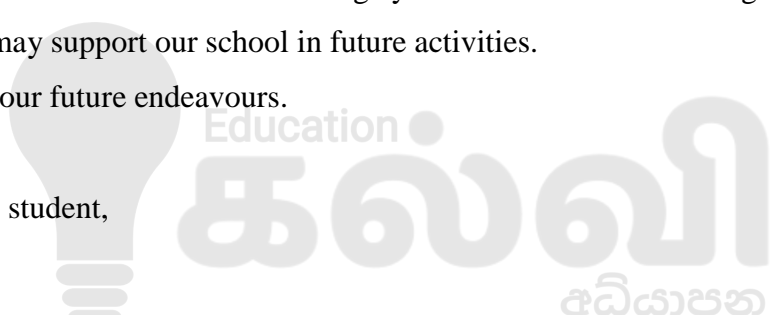 may support our school in future activities.
our future endeavours.
Education
student,
கல்வி
අධ්‍යාපන